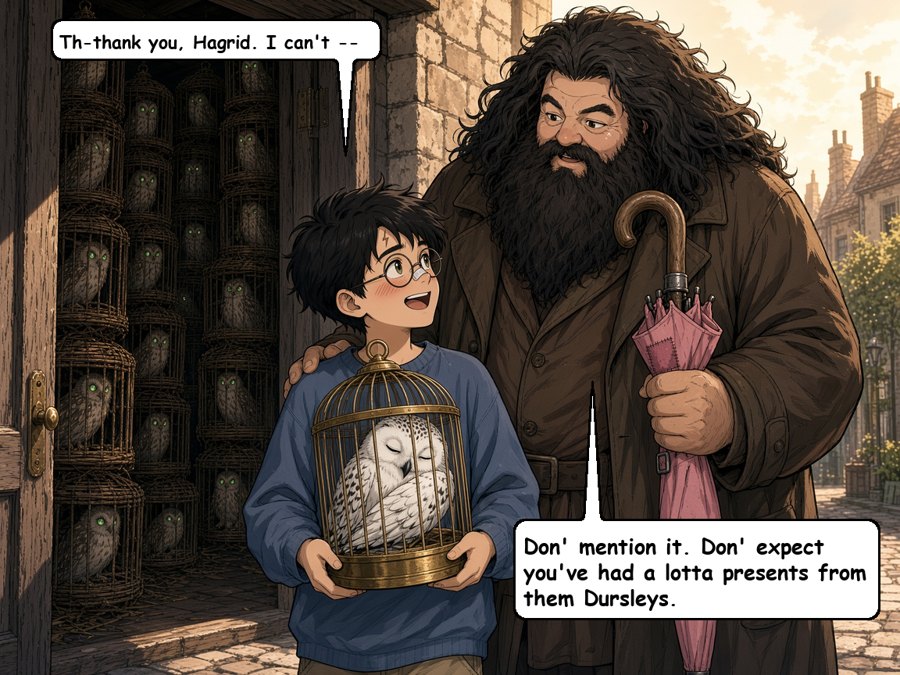 Th-thank you, Hagrid. I can't --
Don' mention it. Don' expect
you've had a lotta presents from
them Dursleys.